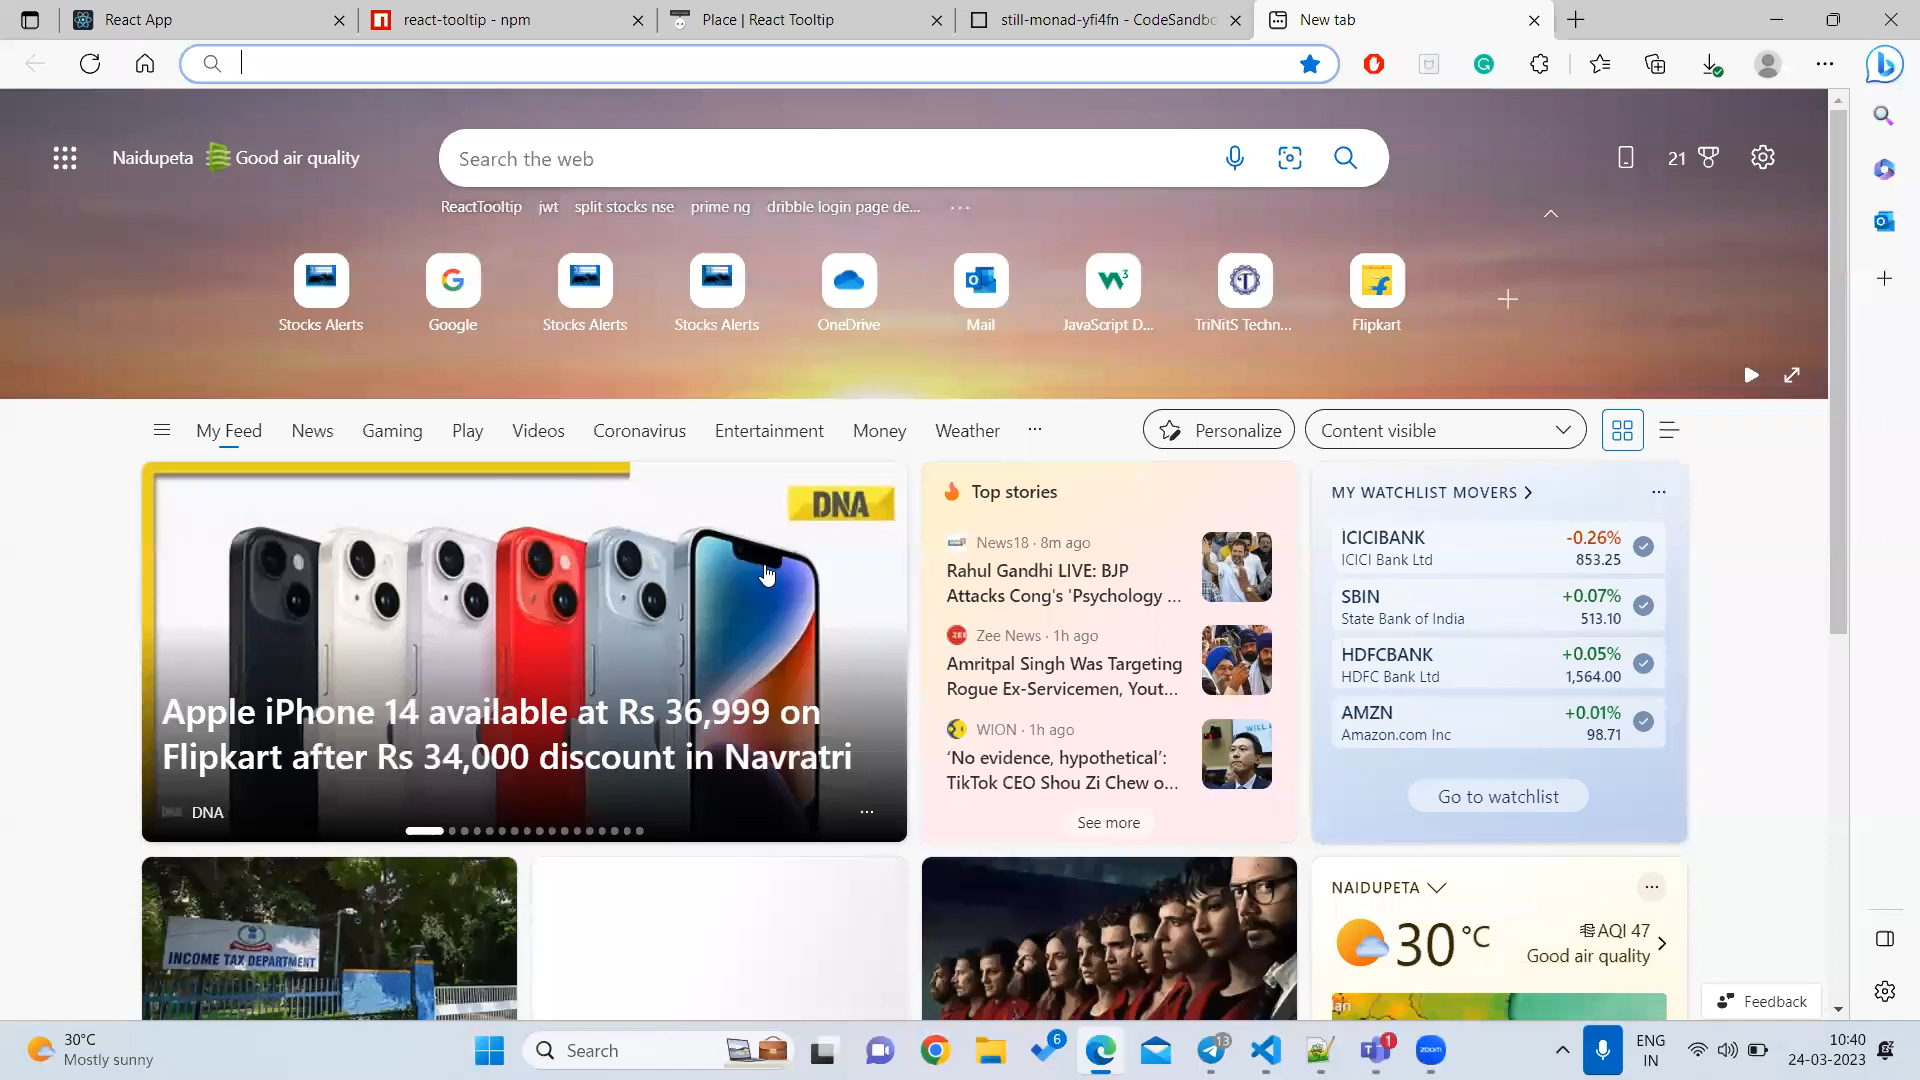 React App
react-tooltip - npm
Place | React Tooltip
still-monad-yfi4fn - CodeSandbo
New tab
Naidupeta
Good air quality
Search the web
21
ReactTooltip
jwt
split stocks nse
prime ng
dribble login page de...
Stocks Alerts
Google
Stocks Alerts
Stocks Alerts
OneDrive
Mail
JavaScript D...
TriNitS Techn...
Flipkart
My Feed
News
Gaming
Play
Videos
Coronavirus
Entertainment
Money
Weather
Personalize
Content visible
DNA
Apple iPhone 14 available at Rs 36,999 on
Flipkart after Rs 34,000 discount in Navratri
DNA
Top stories
News18 · 8m ago
Rahul Gandhi LIVE: BJP
Attacks Cong's 'Psychology ...
Zee News · 1h ago
Amritpal Singh Was Targeting
Rogue Ex-Servicemen, Yout...
WION · 1h ago
‘No evidence, hypothetical’:
TikTok CEO Shou Zi Chew o...
See more
MY WATCHLIST MOVERS
ICICIBANK -0.26%
ICICI Bank Ltd 853.25
SBIN +0.07%
State Bank of India 513.10
HDFCBANK +0.05%
HDFC Bank Ltd 1,564.00
AMZN +0.01%
Amazon.com Inc 98.71
Go to watchlist
INCOME TAX DEPARTMENT
NAIDUPETA
30 °C
AQI 47
Good air quality
Feedback
30°C
Mostly sunny
Search
6
13
1
zoom
ENG
IN
10:40
24-03-2023